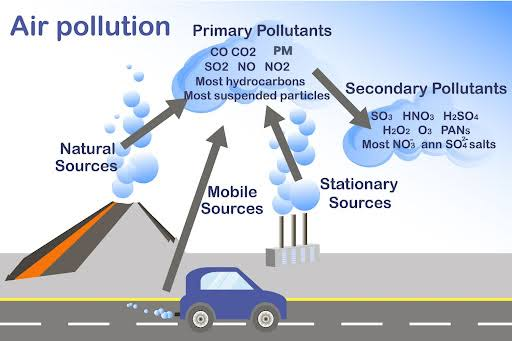 Air pollution
Primary Pollutants
CO CO2 PM
SO2 NO NO2
Most hydrocarbons
Most suspended particles
Secondary Pollutants
SO₃ HNO₃ H₂SO₄
H₂O₂ O₃ PANs
Most NO₃⁻ ann SO₄²⁻ salts
Natural
Sources
Mobile
Sources
Stationary
Sources